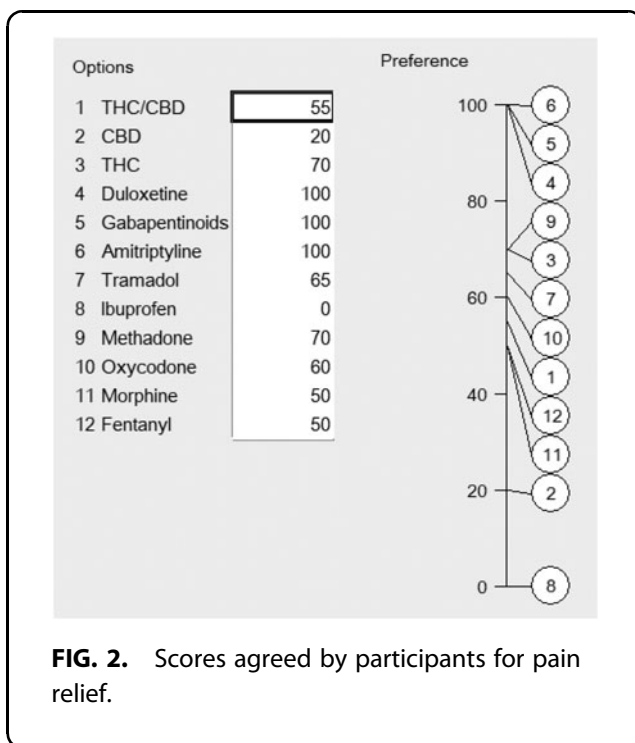 Options
1 THC/CBD 55
2 CBD 20
3 THC 70
4 Duloxetine 100
5 Gabapentinoids 100
6 Amitriptyline 100
7 Tramadol 65
8 Ibuprofen 0
9 Methadone 70
10 Oxycodone 60
11 Morphine 50
12 Fentanyl 50
Preference
100
80
60
40
20
0
6
5
4
9
3
7
10
1
12
11
2
8
FIG. 2. Scores agreed by participants for pain
relief.